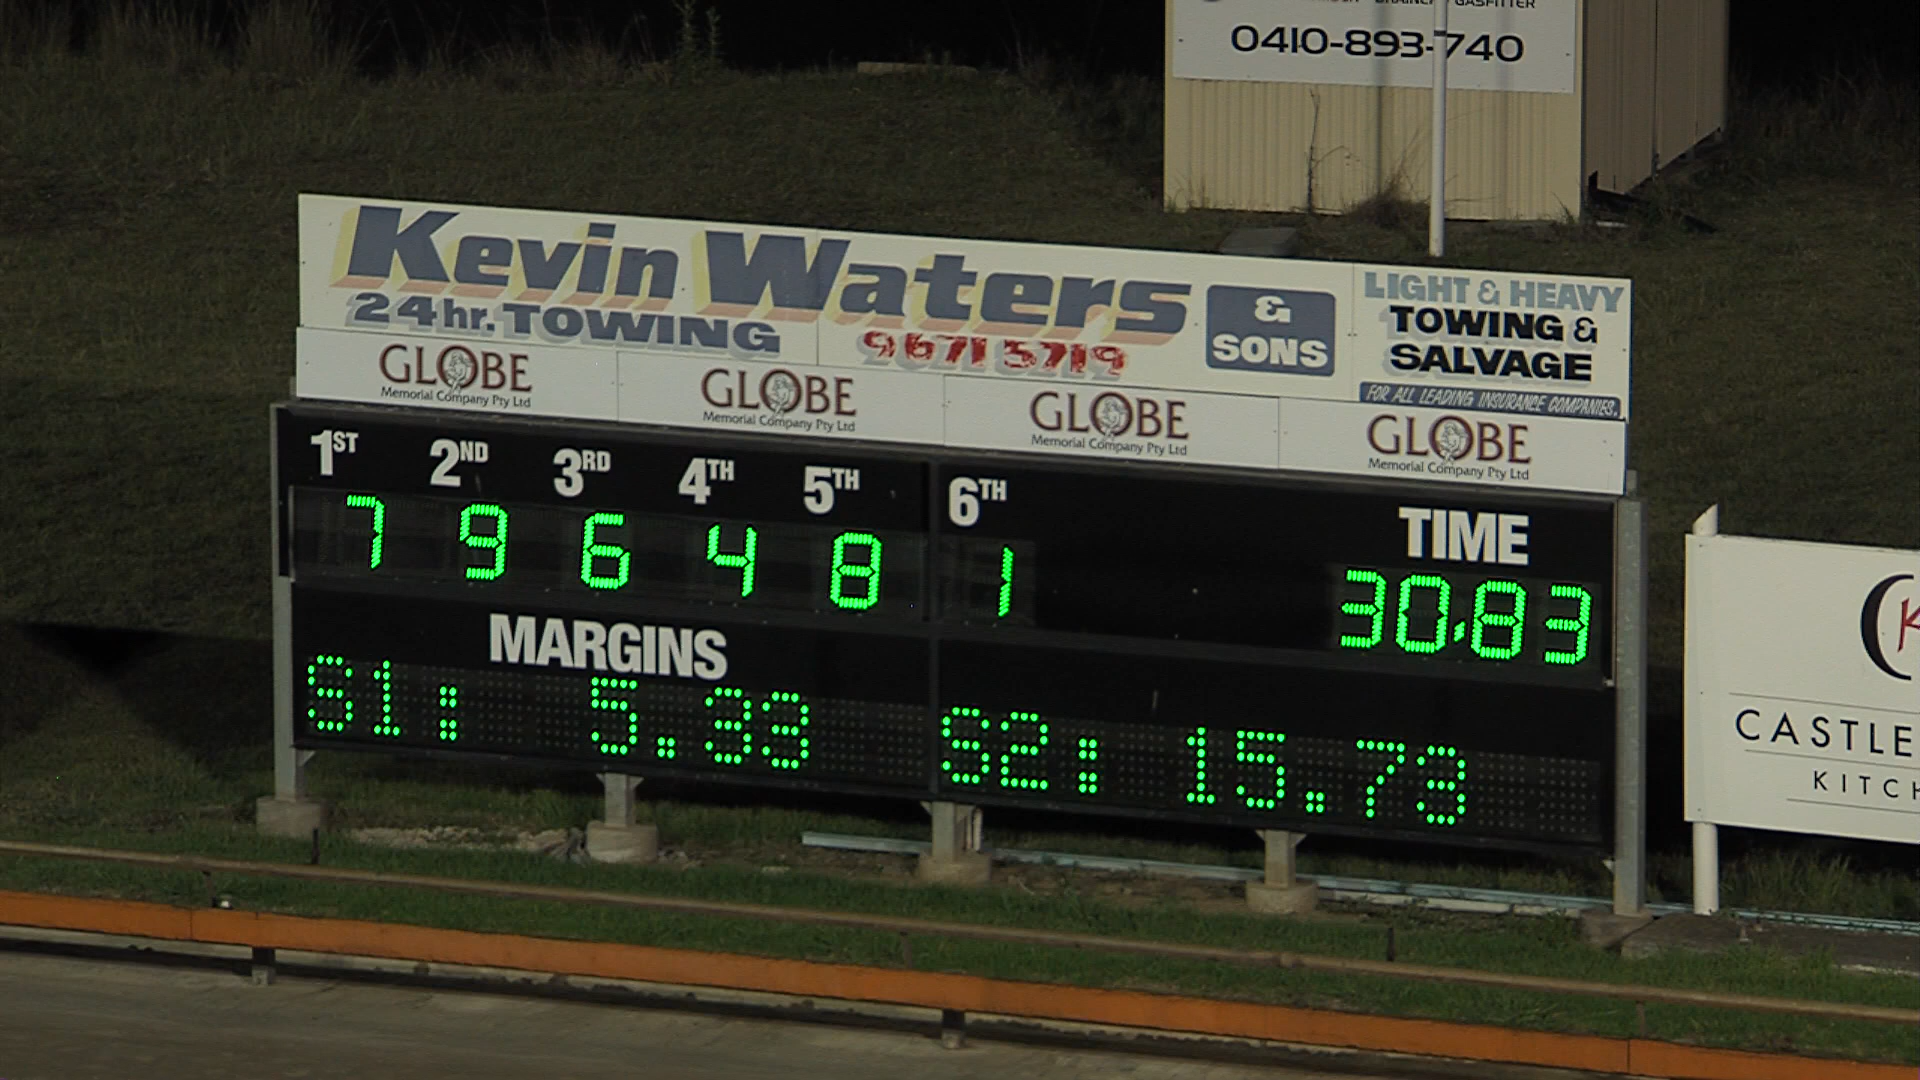 GASFITTER
0410-893-740
Kevin Waters
& SONS
24hr. TOWING
9671 5719
LIGHT & HEAVY
TOWING &
SALVAGE
FOR ALL LEADING INSURANCE COMPANIES.
GLOBE
Memorial Company Pty Ltd
GLOBE
Memorial Company Pty Ltd
GLOBE
Memorial Company Pty Ltd
GLOBE
Memorial Company Pty Ltd
1ST 2ND 3RD 4TH 5TH 6TH TIME
7 9 6 4 8 1 30.83
MARGINS
S1: 5.33 S2: 15.73
CASTLE
KITCH